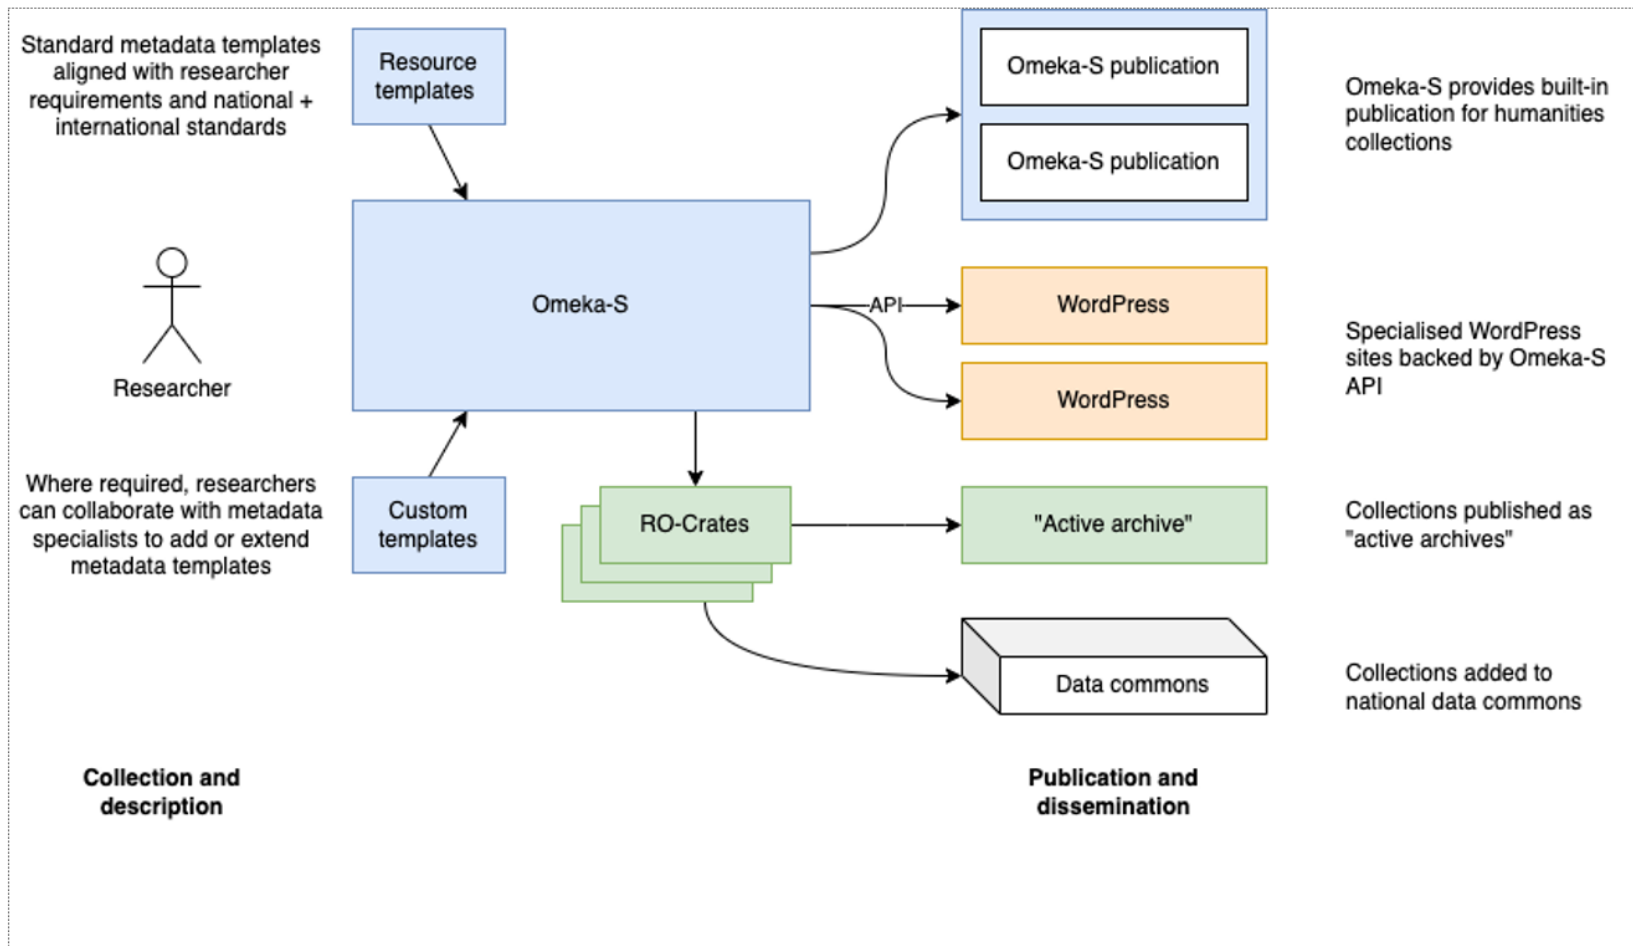 Standard metadata templates
aligned with researcher
requirements and national +
international standards
Resource
templates
Omeka-S publication
Omeka-S publication
Omeka-S provides built-in
publication for humanities
collections
Researcher
Omeka-S
API
WordPress
WordPress
Specialised WordPress
sites backed by Omeka-S
API
Where required, researchers
can collaborate with metadata
specialists to add or extend
metadata templates
Custom
templates
RO-Crates
"Active archive"
Collections published as
"active archives"
Data commons
Collections added to
national data commons
Collection and
description
Publication and
dissemination